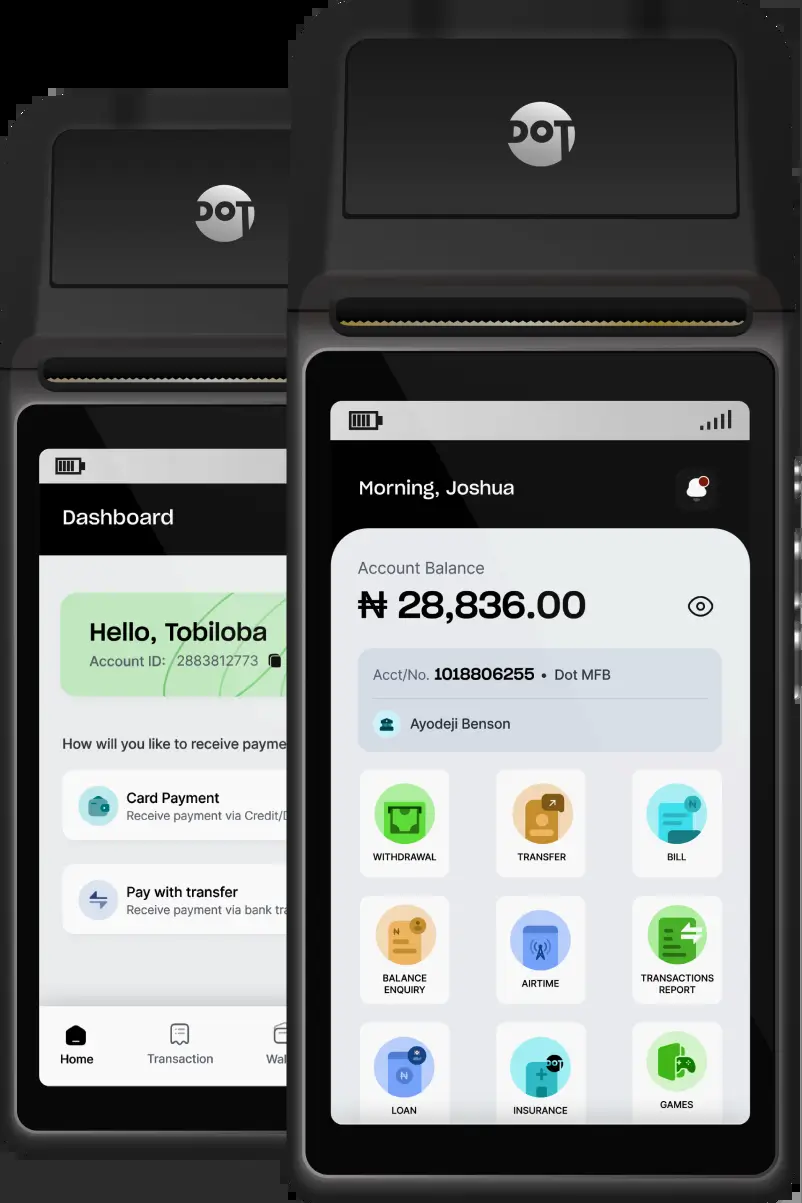 DOT
Dashboard
Hello, Tobiloba
Account ID: 2883812773
How will you like to receive payme
Card Payment
Receive payment via Credit/D
Pay with transfer
Receive payment via bank tra
Home
Transaction
Wal
DOT
Morning, Joshua
Account Balance
₦ 28,836.00
Acct/No. 1018806255 • Dot MFB
Ayodeji Benson
WITHDRAWAL
TRANSFER
N
BILL
N
BALANCE
ENQUIRY
AIRTIME
TRANSACTIONS
REPORT
N
LOAN
DOT
INSURANCE
GAMES